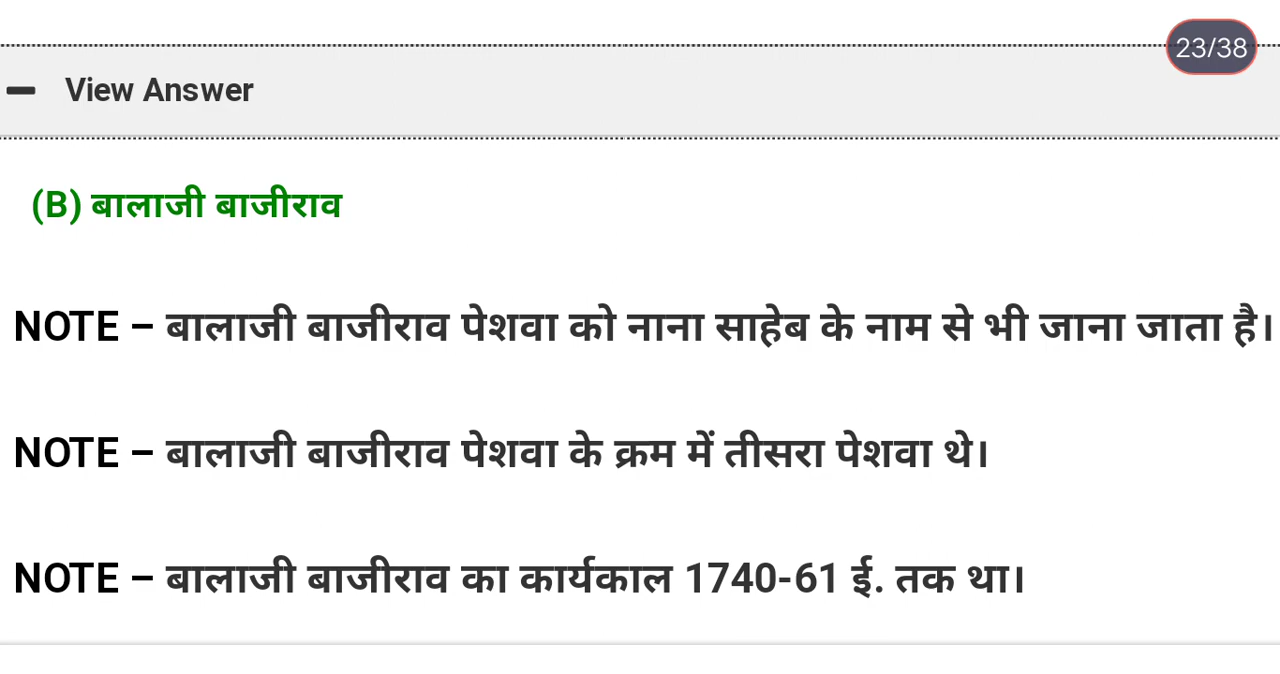 23/38
– View Answer
(B) बालाजी बाजीराव
NOTE – बालाजी बाजीराव पेशवा को नाना साहेब के नाम से भी जाना जाता है।
NOTE – बालाजी बाजीराव पेशवा के क्रम में तीसरा पेशवा थे।
NOTE – बालाजी बाजीराव का कार्यकाल 1740-61 ई. तक था।